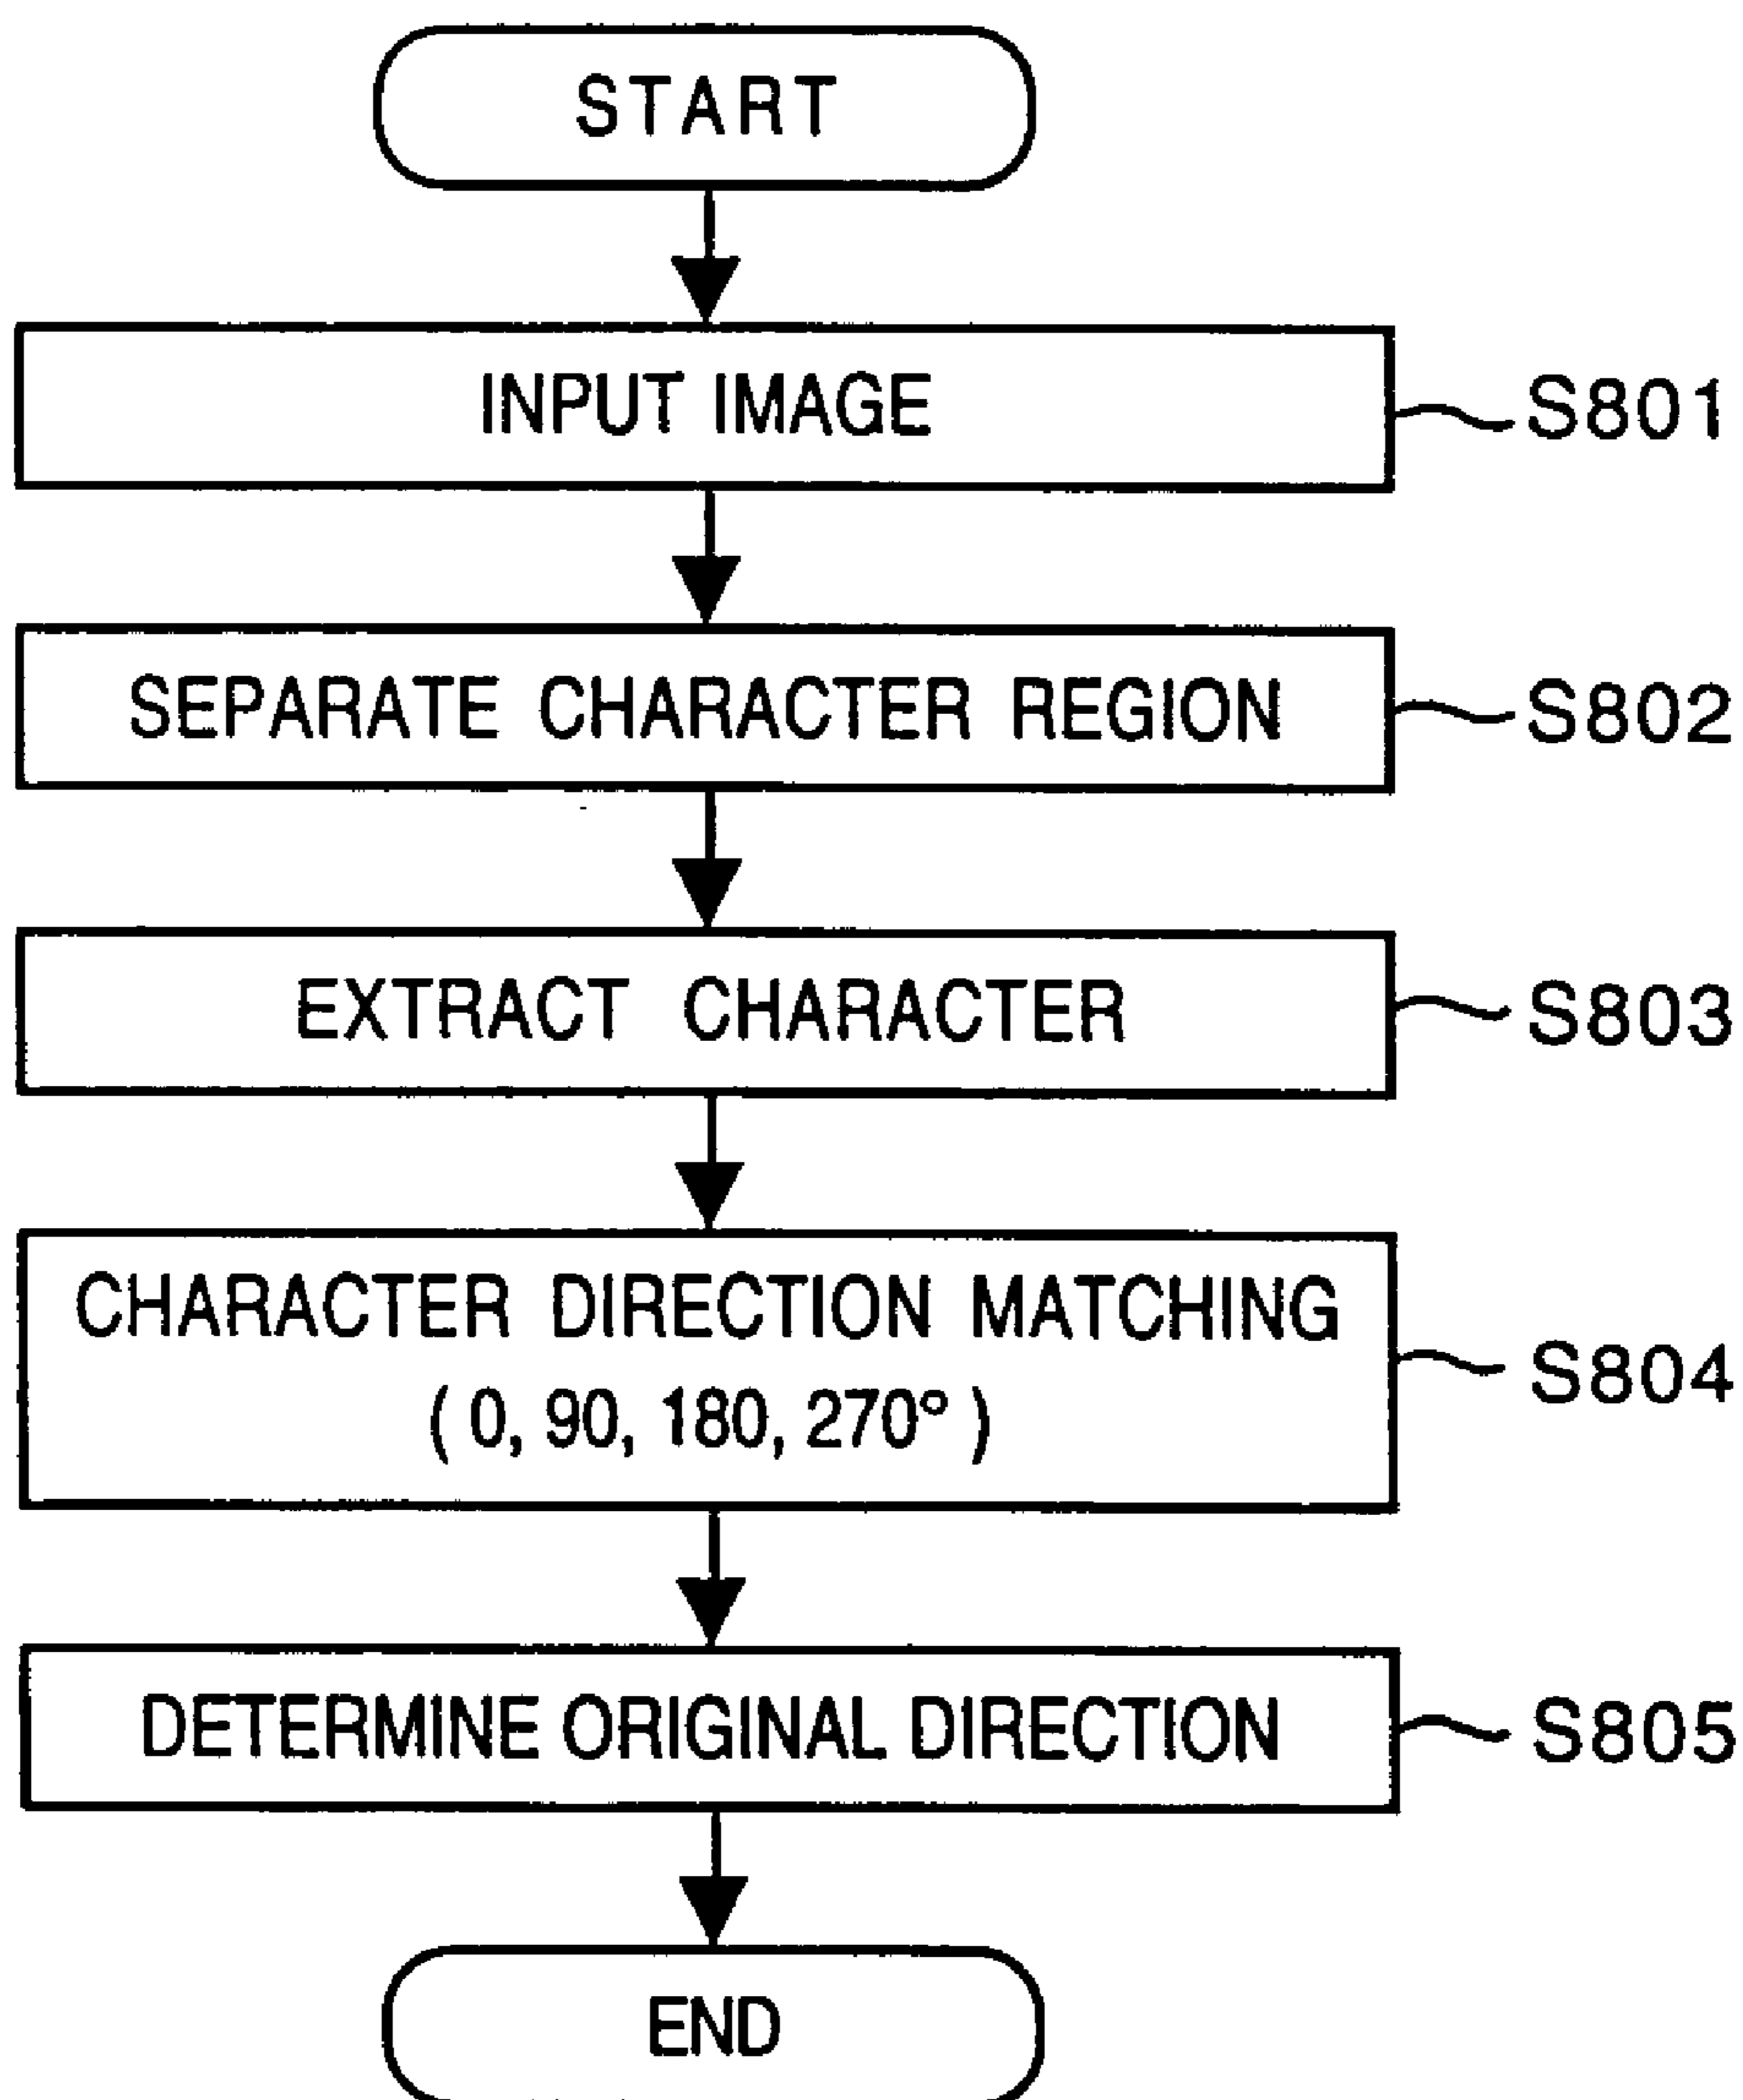 START
INPUT IMAGE
S801
SEPARATE CHARACTER REGION
S802
EXTRACT CHARACTER
S803
CHARACTER DIRECTION MATCHING
( 0, 90, 180, 270° )
S804
DETERMINE ORIGINAL DIRECTION
S805
END